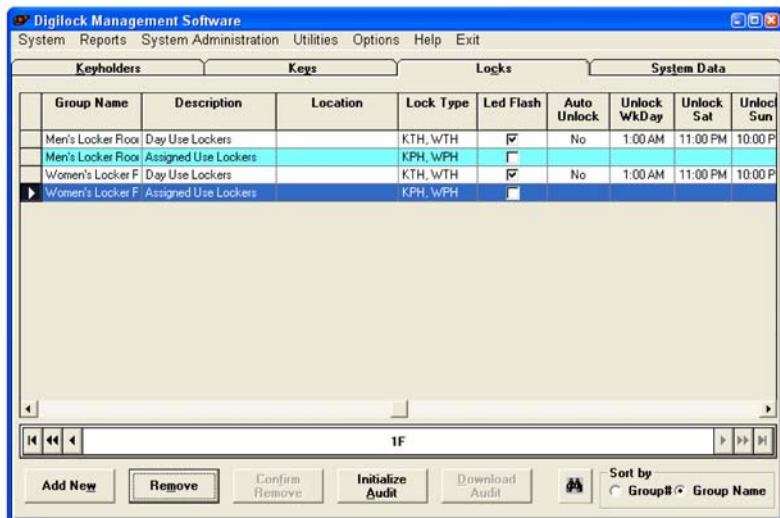 Digilock Management Software
System Reports System Administration Utilities Options Help Exit
Keyholders Keys Locks System Data
Group Name Description Location Lock Type Led Flash Auto Unlock Unlock WkDay Unlock Sat Unlocl Sun
Men's Locker Rooı Day Use Lockers KTH, WTH No 1:00 AM 11:00 PM 10:00 P
Men's Locker Rooı Assigned Use Lockers KPH, WPH
Women's Locker F Day Use Lockers KTH, WTH No 1:00 AM 11:00 PM 10:00 P
Women's Locker F Assigned Use Lockers KPH, WPH
1F
Sort by
Add New Remove Confirm Remove Initialize Audit Download Audit Group# Group Name